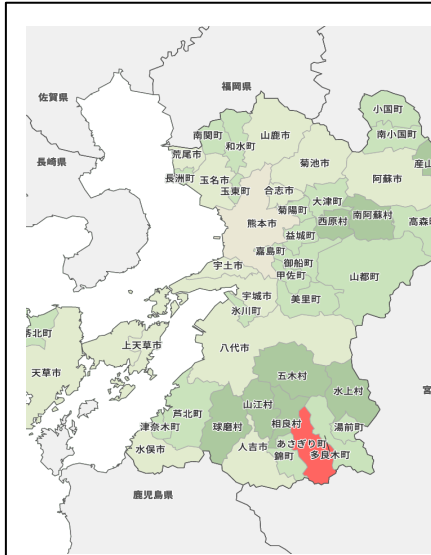 福岡県
佐賀県
長崎県
小国町
南小国町
南関町
和水町
山鹿市
荒尾市
菊池市
産山
長洲町
玉名市
玉東町
合志市
阿蘇市
大津町
菊陽町
熊本市
西原村
南阿蘇村
高森
益城町
嘉島町
御船町
宇土市
甲佐町
山都町
宇城市
美里町
氷川町
八代市
苓北町
上天草市
天草市
五木村
水上村
山江村
芦北町
相良村
湯前町
津奈木町
球磨村
あさぎり町
多良木町
水俣市
人吉市
錦町
鹿児島県
宮